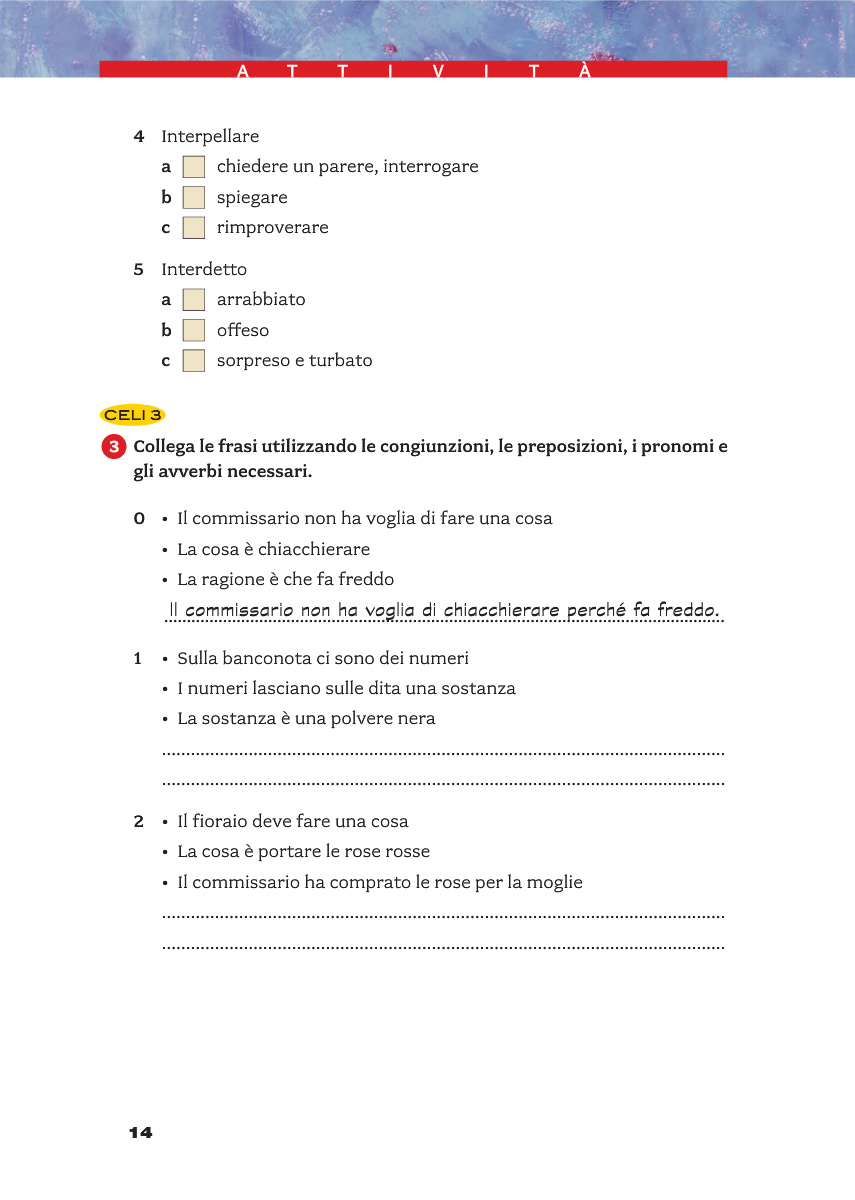 ATTIVITÀ
4 Interpellare
a chiedere un parere, interrogare
b spiegare
c rimproverare
5 Interdetto
a arrabbiato
b offeso
c sorpreso e turbato
CELI 3
3 Collega le frasi utilizzando le congiunzioni, le preposizioni, i pronomi e
gli avverbi necessari.
0 • Il commissario non ha voglia di fare una cosa
• La cosa è chiacchierare
• La ragione è che fa freddo
Il commissario non ha voglia di chiacchierare perché fa freddo.
1 • Sulla banconota ci sono dei numeri
• I numeri lasciano sulle dita una sostanza
• La sostanza è una polvere nera
2 • Il fioraio deve fare una cosa
• La cosa è portare le rose rosse
• Il commissario ha comprato le rose per la moglie
14